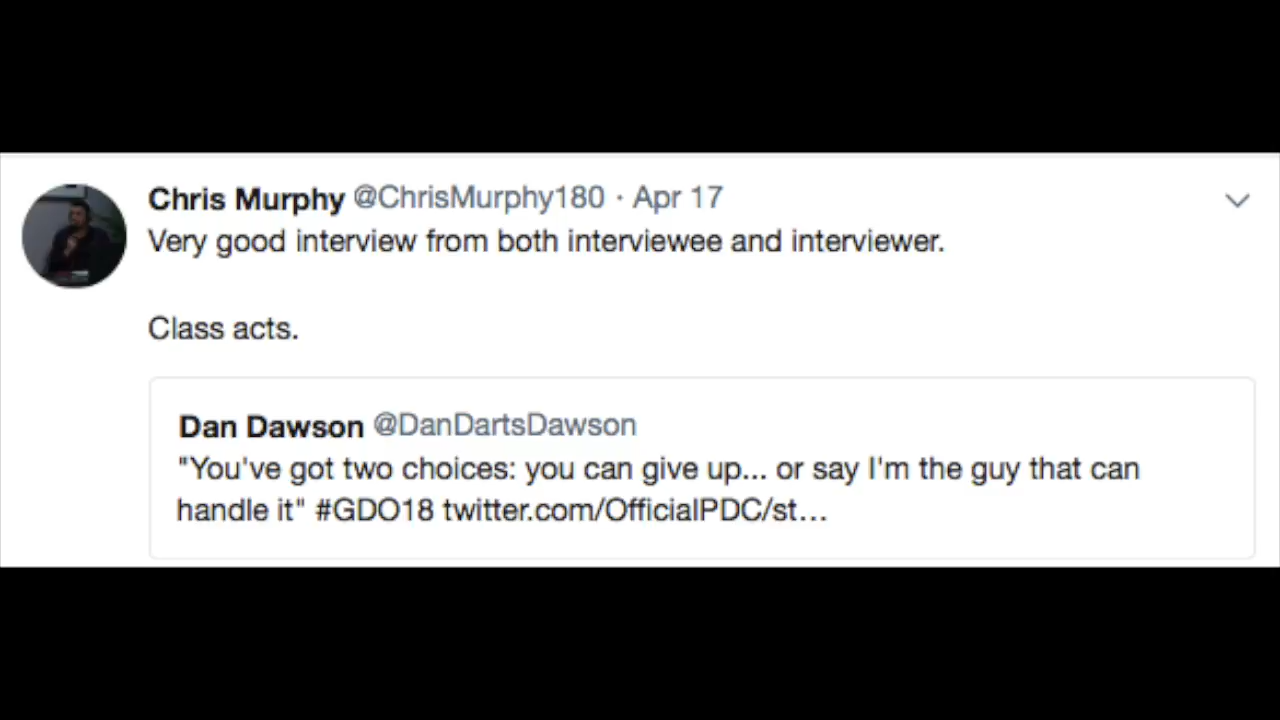 Chris Murphy @ChrisMurphy180 · Apr 17
Very good interview from both interviewee and interviewer.
Class acts.
Dan Dawson @DanDartsDawson
"You've got two choices: you can give up... or say I'm the guy that can
handle it" #GDO18 twitter.com/OfficialPDC/st...